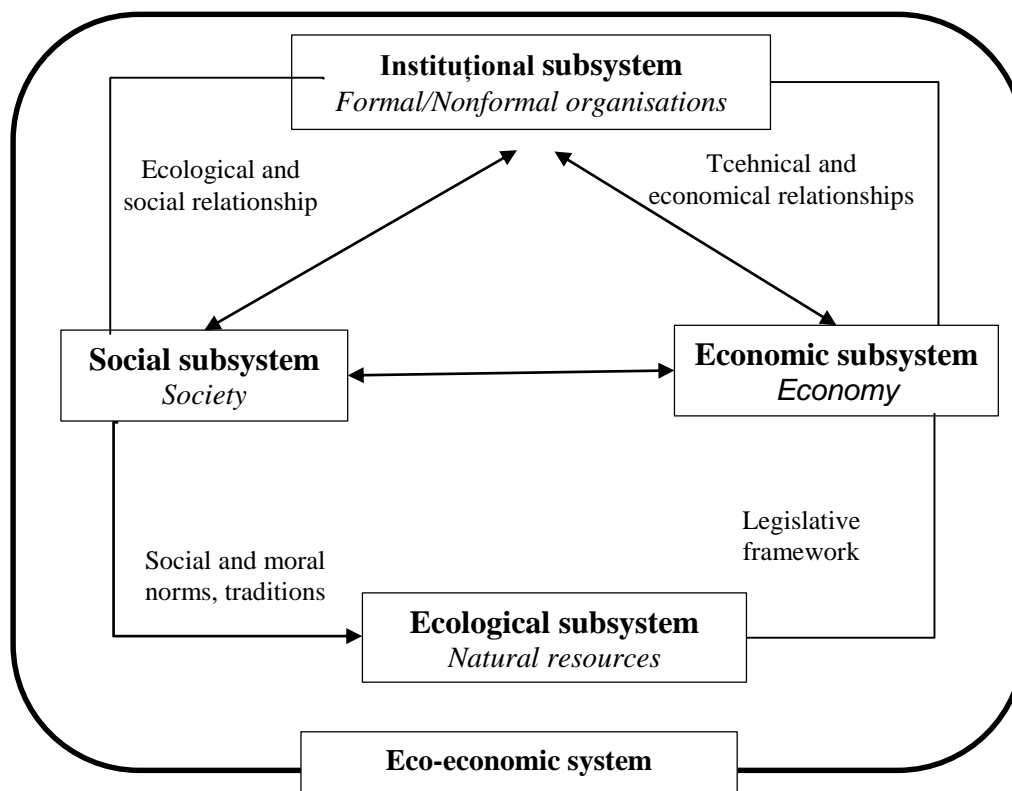 Instituțional subsystem
Formal/Nonformal organisations
Ecological and
social relationship
Tcehnical and
economical relationships
Social subsystem
Society
Economic subsystem
Economy
Social and moral
norms, traditions
Legislative
framework
Ecological subsystem
Natural resources
Eco-economic system